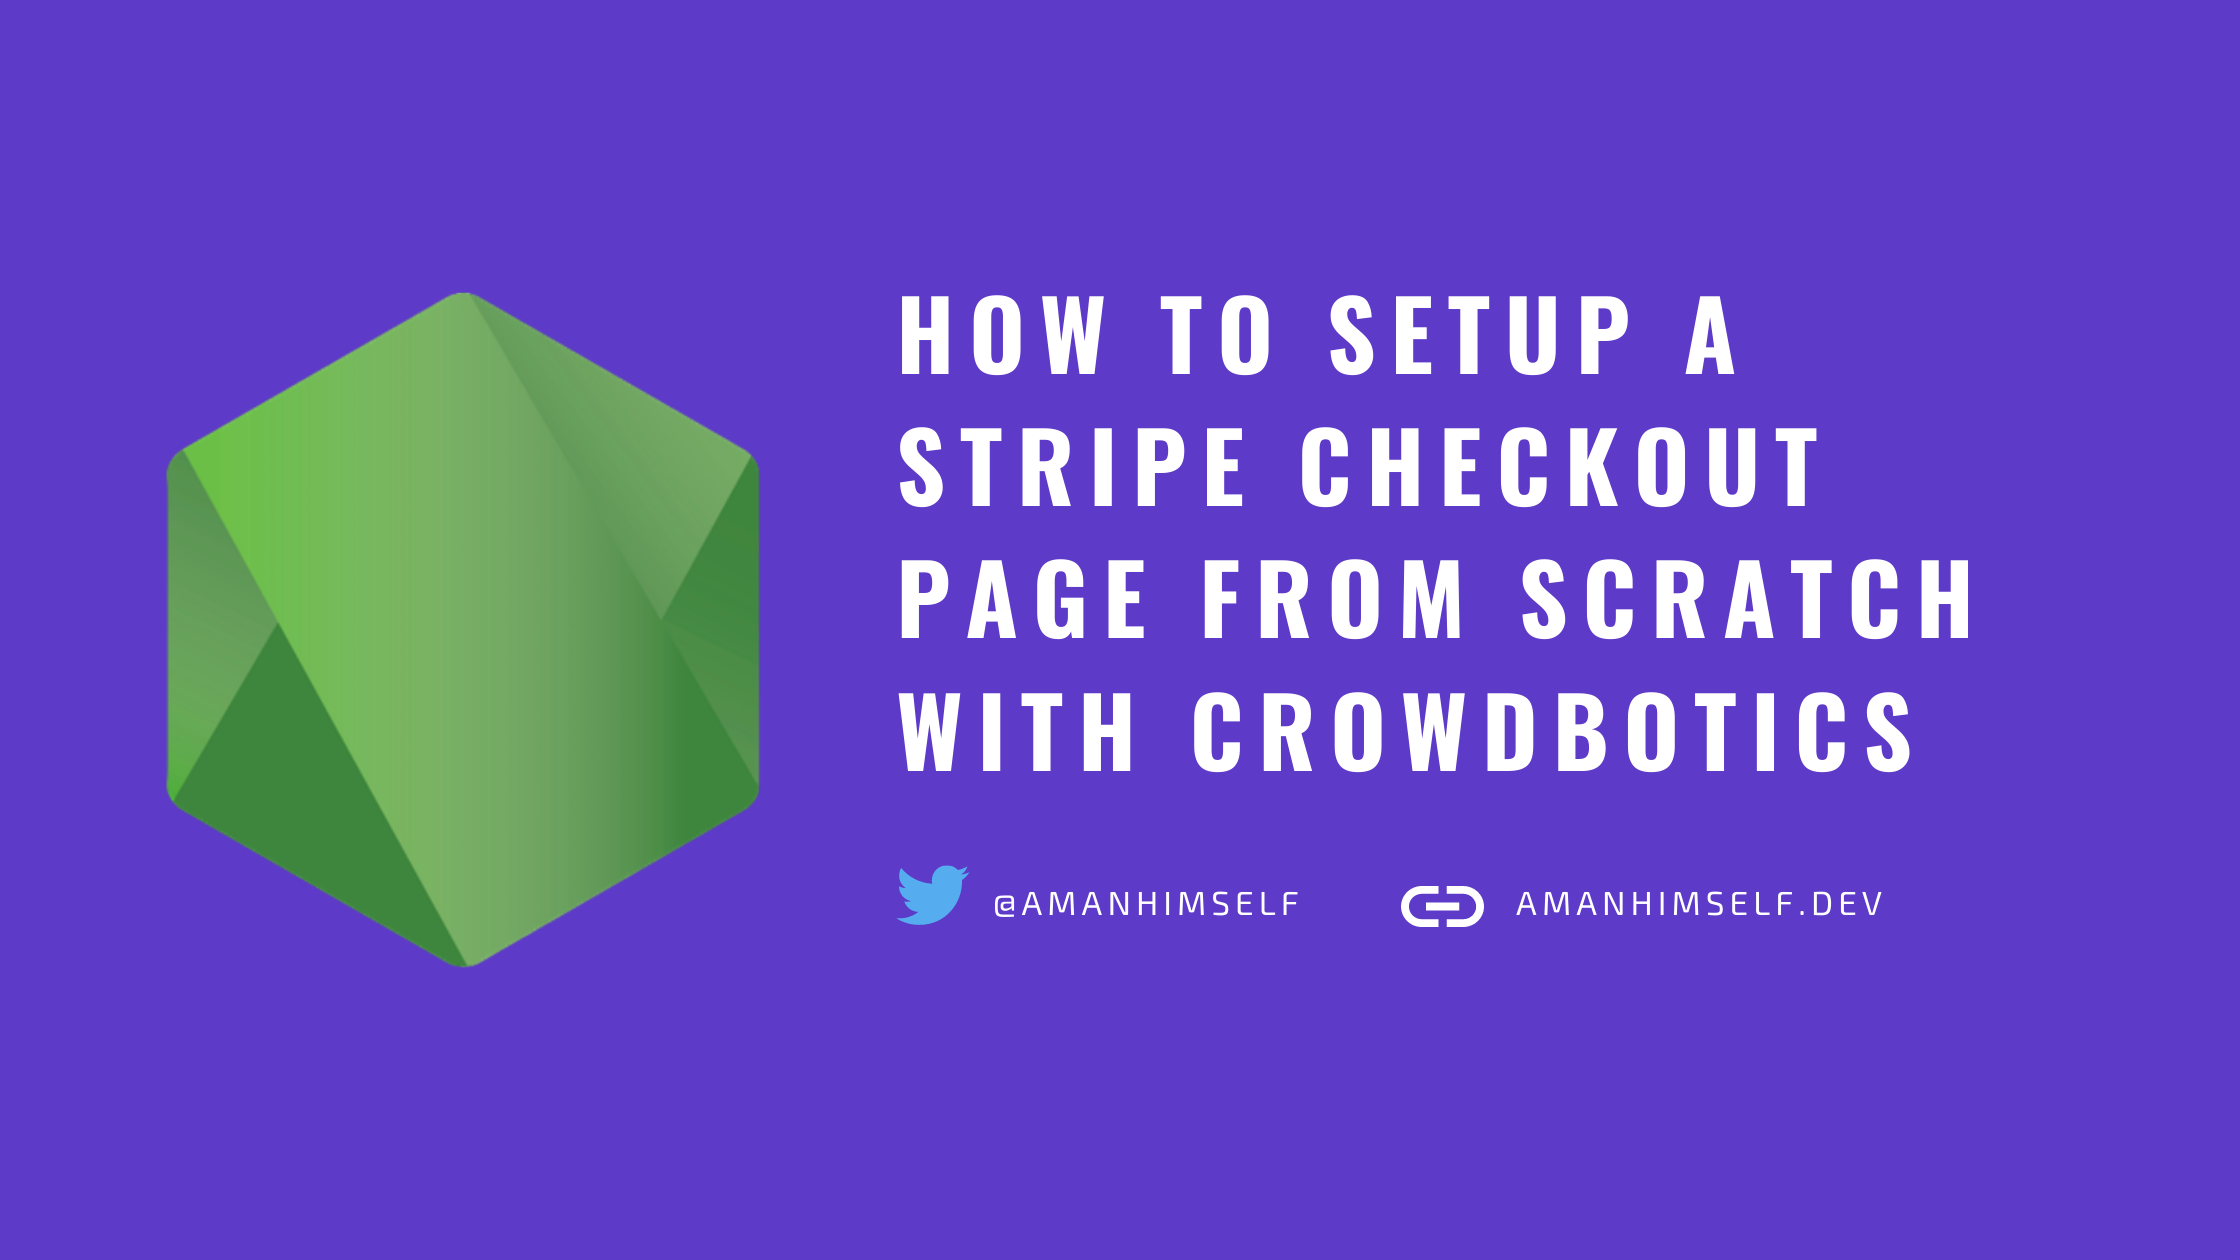 HOW TO SETUP A
STRIPE CHECKOUT
PAGE FROM SCRATCH
WITH CROWDBOTICS
@AMANHIMSELF AMANHIMSELF.DEV